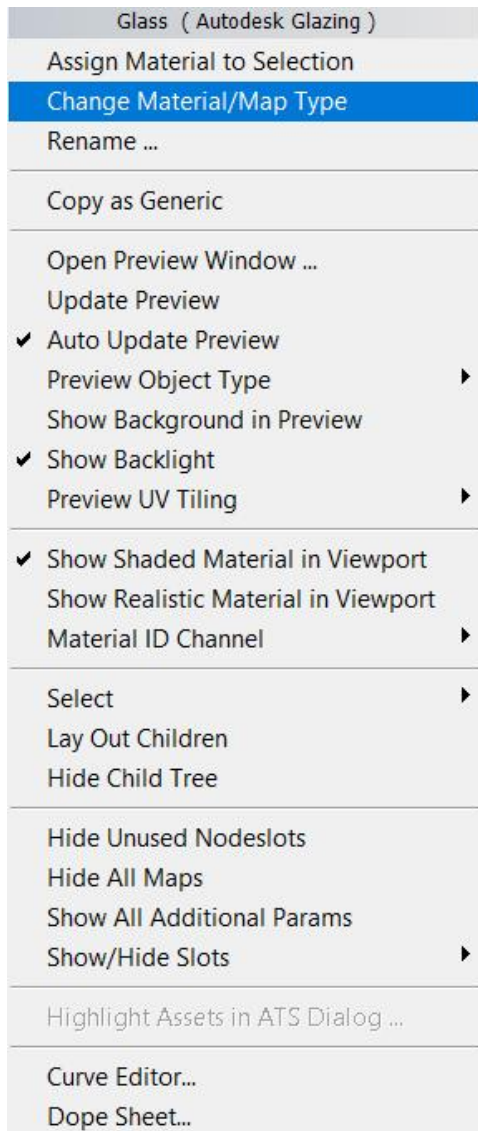 Glass ( Autodesk Glazing )
Assign Material to Selection
Change Material/Map Type
Rename ...
Copy as Generic
Open Preview Window ...
Update Preview
Auto Update Preview
Preview Object Type
Show Background in Preview
Show Backlight
Preview UV Tiling
Show Shaded Material in Viewport
Show Realistic Material in Viewport
Material ID Channel
Select
Lay Out Children
Hide Child Tree
Hide Unused Nodeslots
Hide All Maps
Show All Additional Params
Show/Hide Slots
Highlight Assets in ATS Dialog ...
Curve Editor...
Dope Sheet...